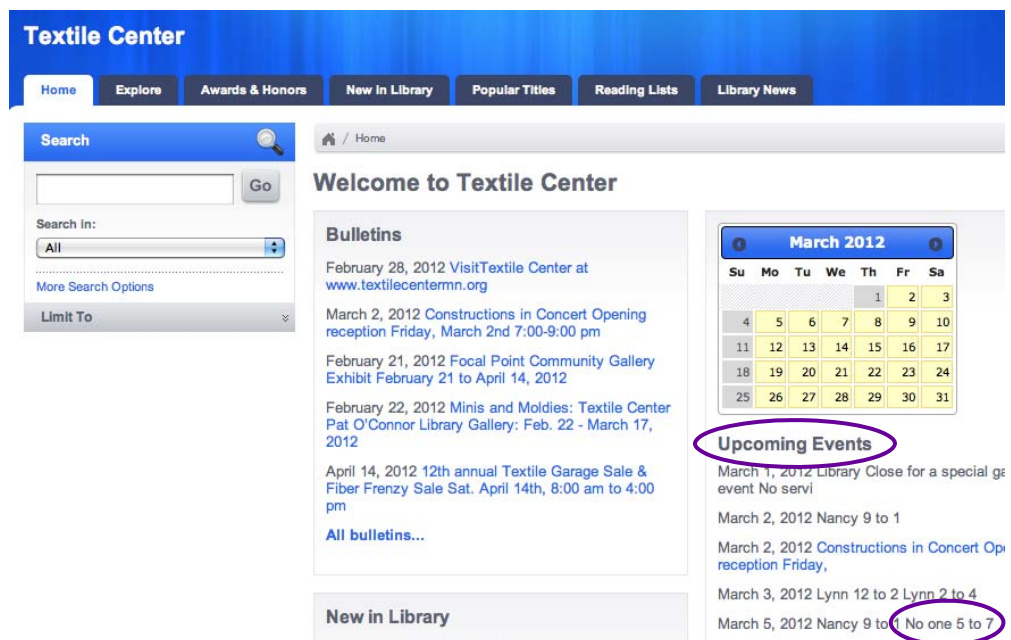 Textile Center
Home Explore Awards & Honors New in Library Popular Titles Reading Lists Library News
Search
Go
Search in:
All
More Search Options
Limit To
/ Home
Welcome to Textile Center
Bulletins
February 28, 2012 VisitTextile Center at
www.textilecentermn.org
March 2, 2012 Constructions in Concert Opening
reception Friday, March 2nd 7:00-9:00 pm
February 21, 2012 Focal Point Community Gallery
Exhibit February 21 to April 14, 2012
February 22, 2012 Minis and Moldies: Textile Center
Pat O'Connor Library Gallery: Feb. 22 - March 17,
2012
April 14, 2012 12th annual Textile Garage Sale &
Fiber Frenzy Sale Sat. April 14th, 8:00 am to 4:00
pm
All bulletins...
New in Library
March 2012
Su Mo Tu We Th Fr Sa
1 2 3
4 5 6 7 8 9 10
11 12 13 14 15 16 17
18 19 20 21 22 23 24
25 26 27 28 29 30 31
Upcoming Events
March 1, 2012 Library Close for a special ga
event No servi
March 2, 2012 Nancy 9 to 1
March 2, 2012 Constructions in Concert Ope
reception Friday,
March 3, 2012 Lynn 12 to 2 Lynn 2 to 4
March 5, 2012 Nancy 9 to 1 No one 5 to 7